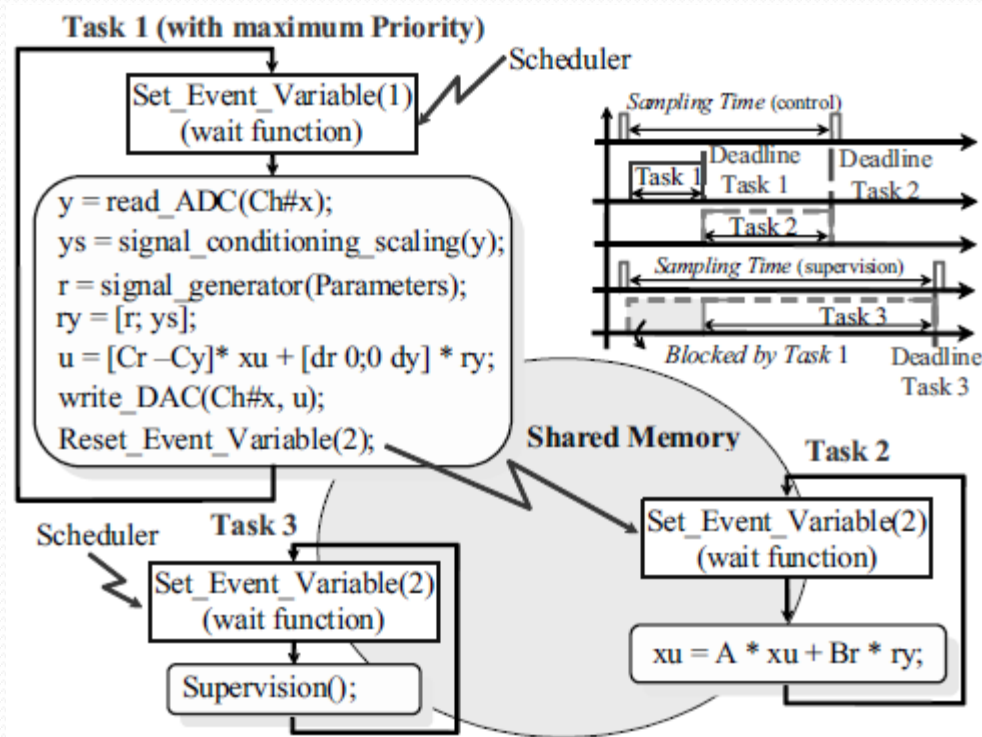 Task 1 (with maximum Priority)
Scheduler
Set_Event_Variable(1)
(wait function)
y = read_ADC(Ch#x);
ys = signal_conditioning_scaling(y);
r = signal_generator(Parameters);
ry = [r; ys];
u = [Cr –Cy]* xu + [dr 0;0 dy] * ry;
write_DAC(Ch#x, u);
Reset_Event_Variable(2);
Sampling Time (control)
Task 1
Deadline
Task 1
Deadline
Task 2
Task 2
Sampling Time (supervision)
Task 3
Blocked by Task 1
Deadline
Task 3
Shared Memory
Task 2
Set_Event_Variable(2)
(wait function)
xu = A * xu + Br * ry;
Scheduler
Task 3
Set_Event_Variable(2)
(wait function)
Supervision();